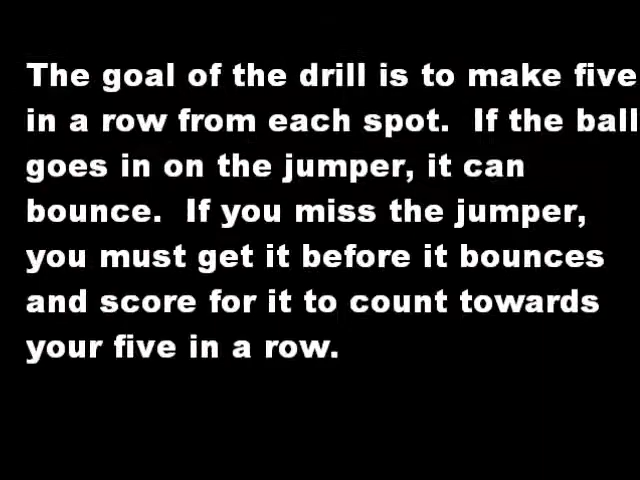 The goal of the drill is to make five
in a row from each spot.  If the ball
goes in on the jumper, it can
bounce.  If you miss the jumper,
you must get it before it bounces
and score for it to count towards
your five in a row.